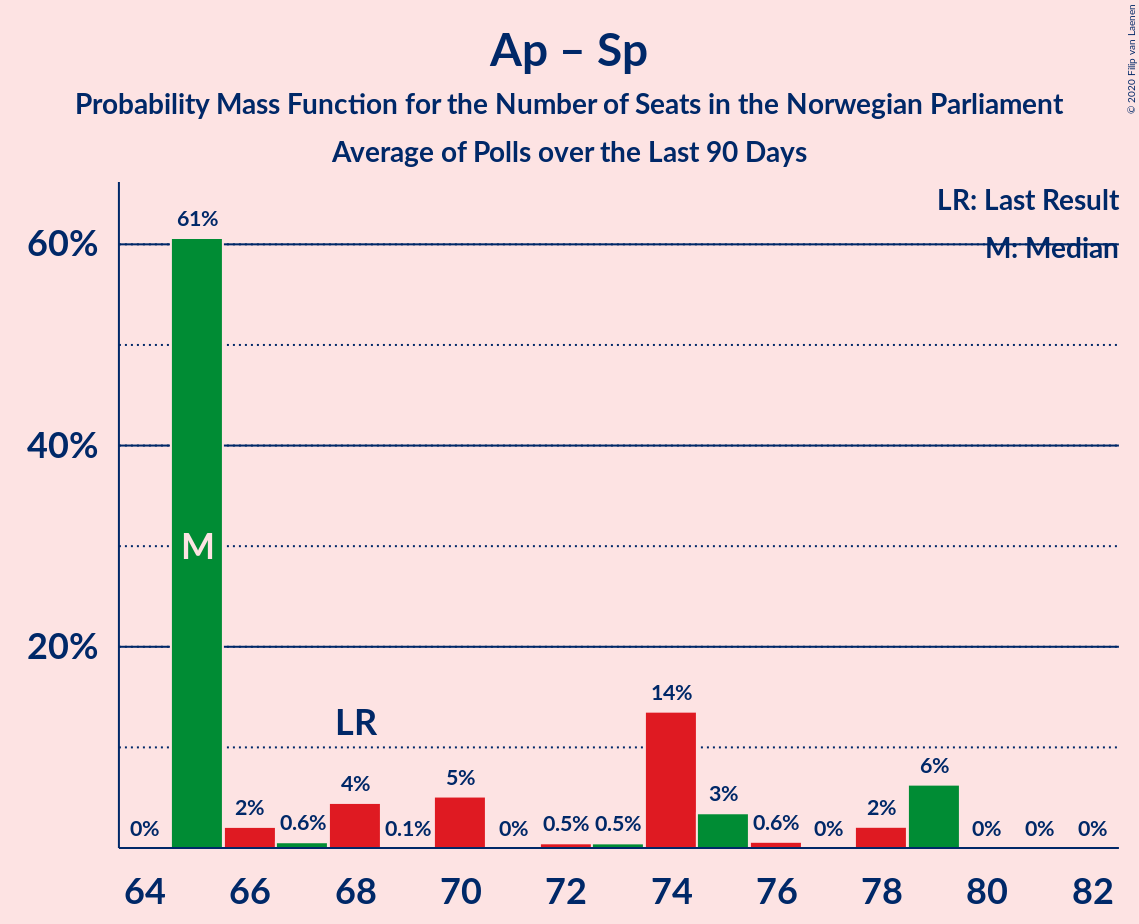 Ap – Sp
Probability Mass Function for the Number of Seats in the Norwegian Parliament
Average of Polls over the Last 90 Days
© 2020 Filip van Laenen
LR: Last Result
M: Median
60%
40%
20%
61%
M
LR
0%
2%
0.6%
4%
0.1%
5%
0%
0.5%
0.5%
14%
3%
0.6%
0%
2%
6%
0%
0%
0%
64 66 68 70 72 74 76 78 80 82